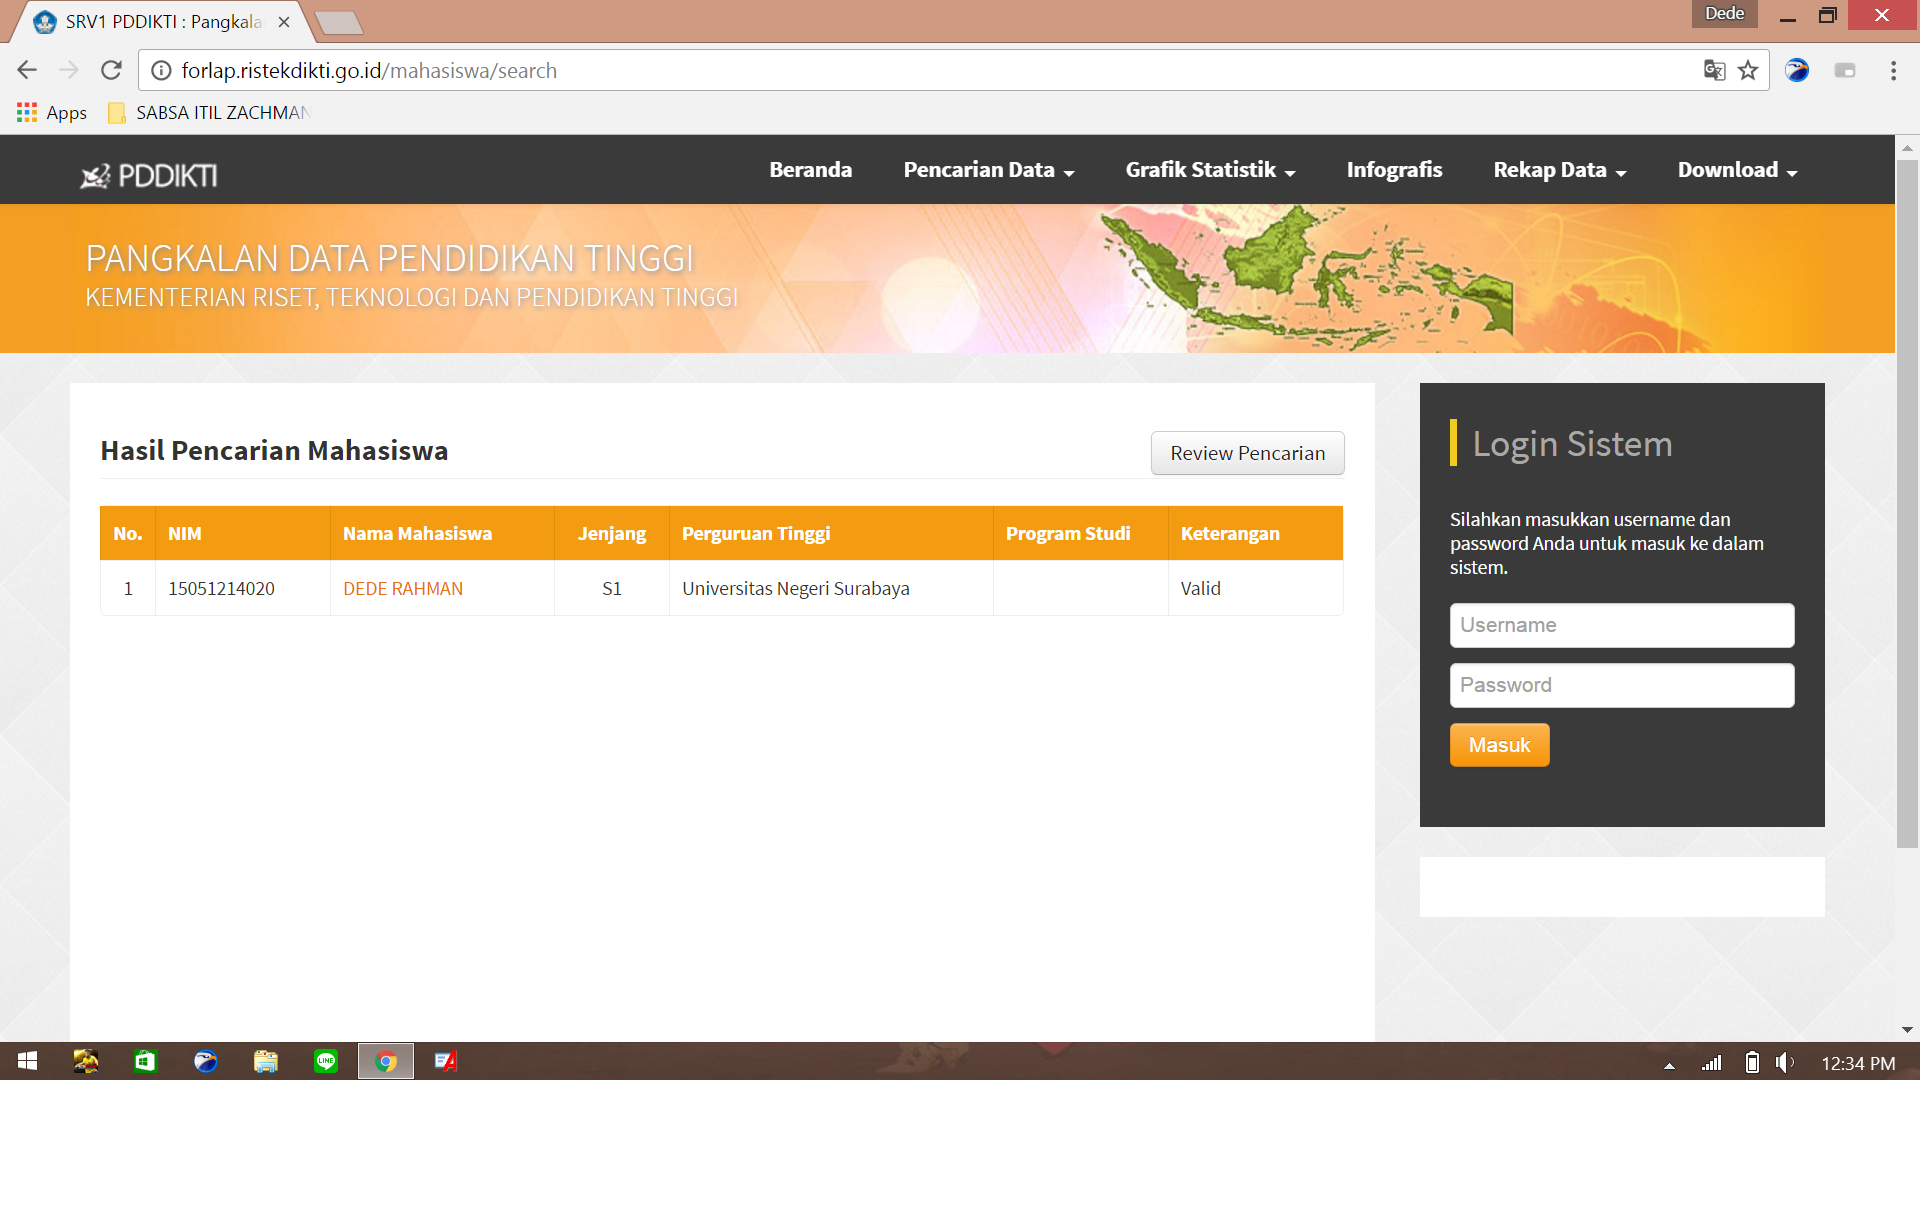 SRV1 PDDIKTI : Pangkala
Dede
forlap.ristekdikti.go.id/mahasiswa/search
Apps
SABSA ITIL ZACHMAN
PDDIKTI
Beranda
Pencarian Data
Grafik Statistik
Infografis
Rekap Data
Download
PANGKALAN DATA PENDIDIKAN TINGGI
KEMENTERIAN RISET, TEKNOLOGI DAN PENDIDIKAN TINGGI
Hasil Pencarian Mahasiswa
Review Pencarian
No. NIM Nama Mahasiswa Jenjang Perguruan Tinggi Program Studi Keterangan
1 15051214020 DEDE RAHMAN S1 Universitas Negeri Surabaya Valid
Login Sistem
Silahkan masukkan username dan
password Anda untuk masuk ke dalam
sistem.
Username
Password
Masuk
LINE
12:34 PM